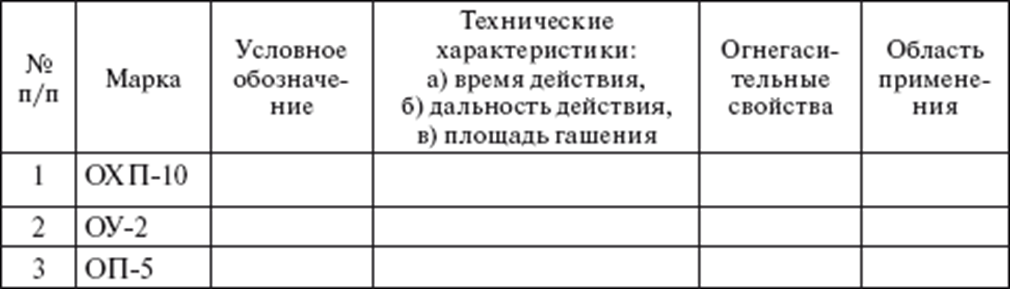 №
п/п
Марка
Условное
обозначе-
ние
Технические
характеристики:
а) время действия,
б) дальность действия,
в) площадь гашения
Огнегаси-
тельные
свойства
Область
примене-
ния
1 ОХП-10
2 ОУ-2
3 ОП-5